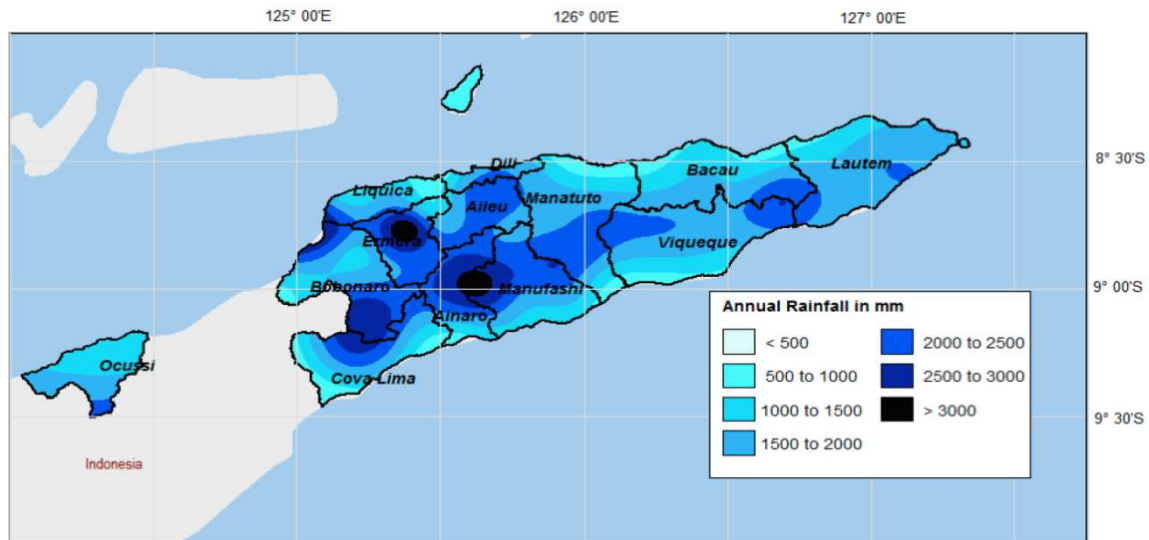 125° 00'E
126° 00'E
127° 00'E
8° 30'S
9° 00'S
9° 30'S
Dili
Lautem
Bacau
Liquica
Manatuto
Aileu
Ermera
Viqueque
Bobonaro
Manufashi
Ainaro
Ocussi
Cova Lima
Indonesia
Annual Rainfall in mm
< 500
500 to 1000
1000 to 1500
1500 to 2000
2000 to 2500
2500 to 3000
> 3000